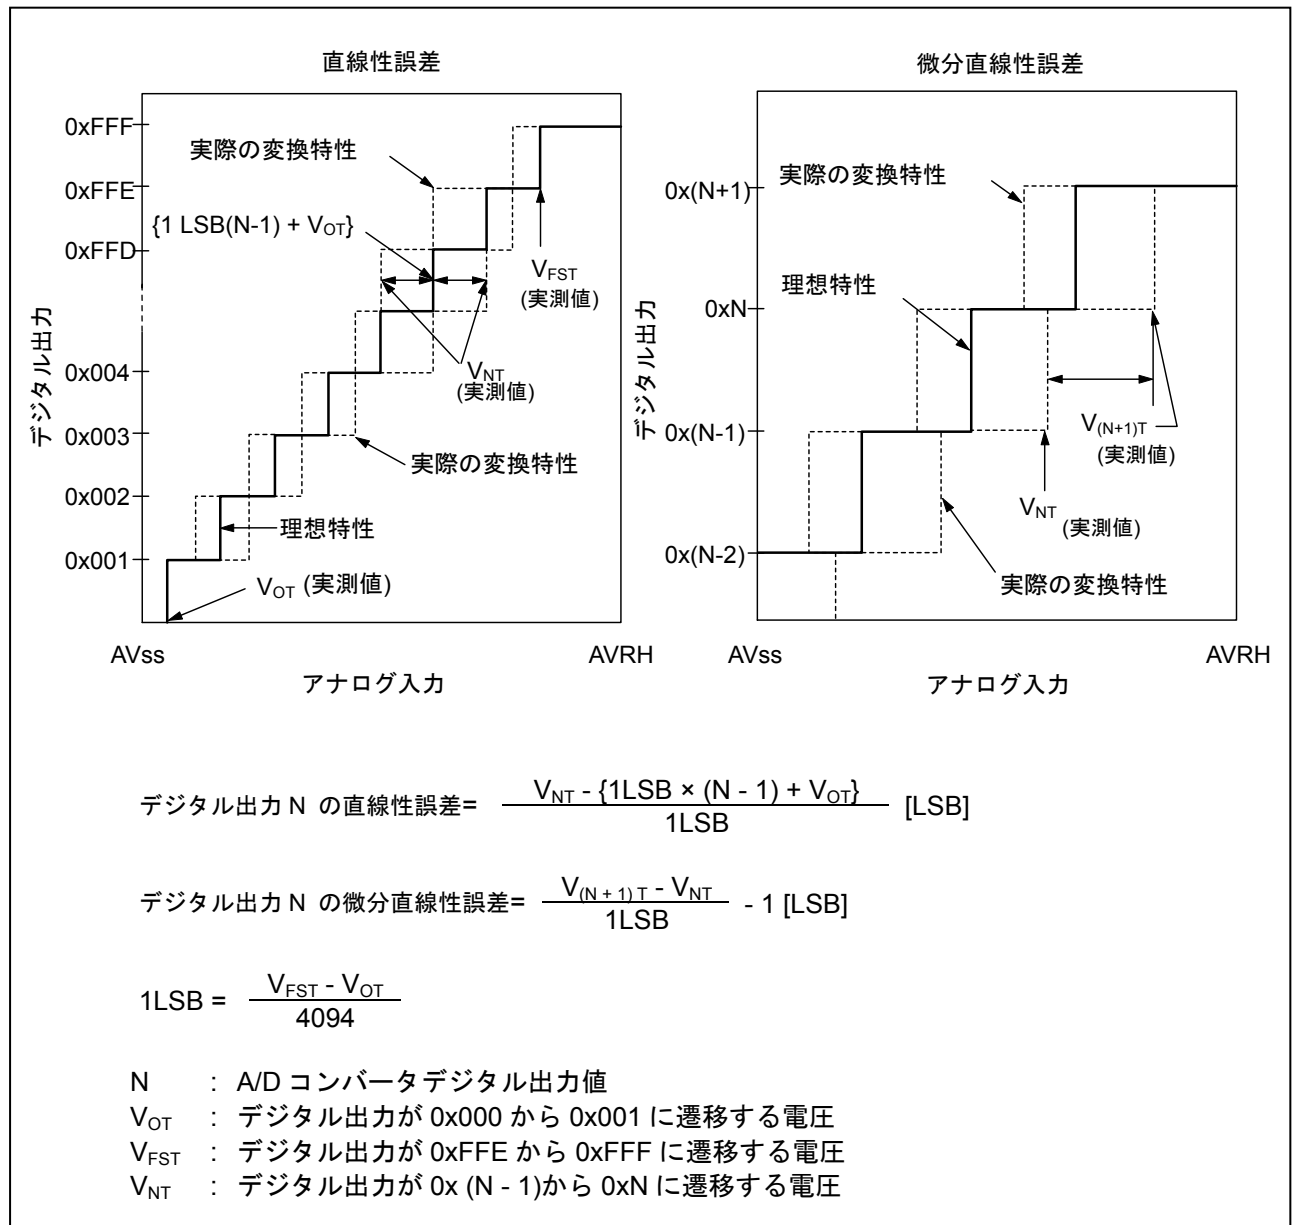 直線性誤差
0xFFF
0xFFE
0xFFD
0x004
0x003
0x002
0x001
デジタル出力
実際の変換特性
{1 LSB(N-1) + VOT}
VFST
(実測値)
VNT
(実測値)
実際の変換特性
理想特性
VOT (実測値)
AVss
AVRH
アナログ入力
微分直線性誤差
0x(N+1)
0xN
0x(N-1)
0x(N-2)
デジタル出力
実際の変換特性
理想特性
V(N+1)T
(実測値)
VNT
(実測値)
実際の変換特性
AVss
AVRH
アナログ入力
デジタル出力 N の直線性誤差= VNT - {1LSB × (N - 1) + VOT} / 1LSB [LSB]
デジタル出力 N の微分直線性誤差= V(N + 1) T - VNT / 1LSB - 1 [LSB]
1LSB = VFST - VOT / 4094
N : A/D コンバータデジタル出力値
VOT : デジタル出力が 0x000 から 0x001 に遷移する電圧
VFST : デジタル出力が 0xFFE から 0xFFF に遷移する電圧
VNT : デジタル出力が 0x (N - 1)から 0xN に遷移する電圧